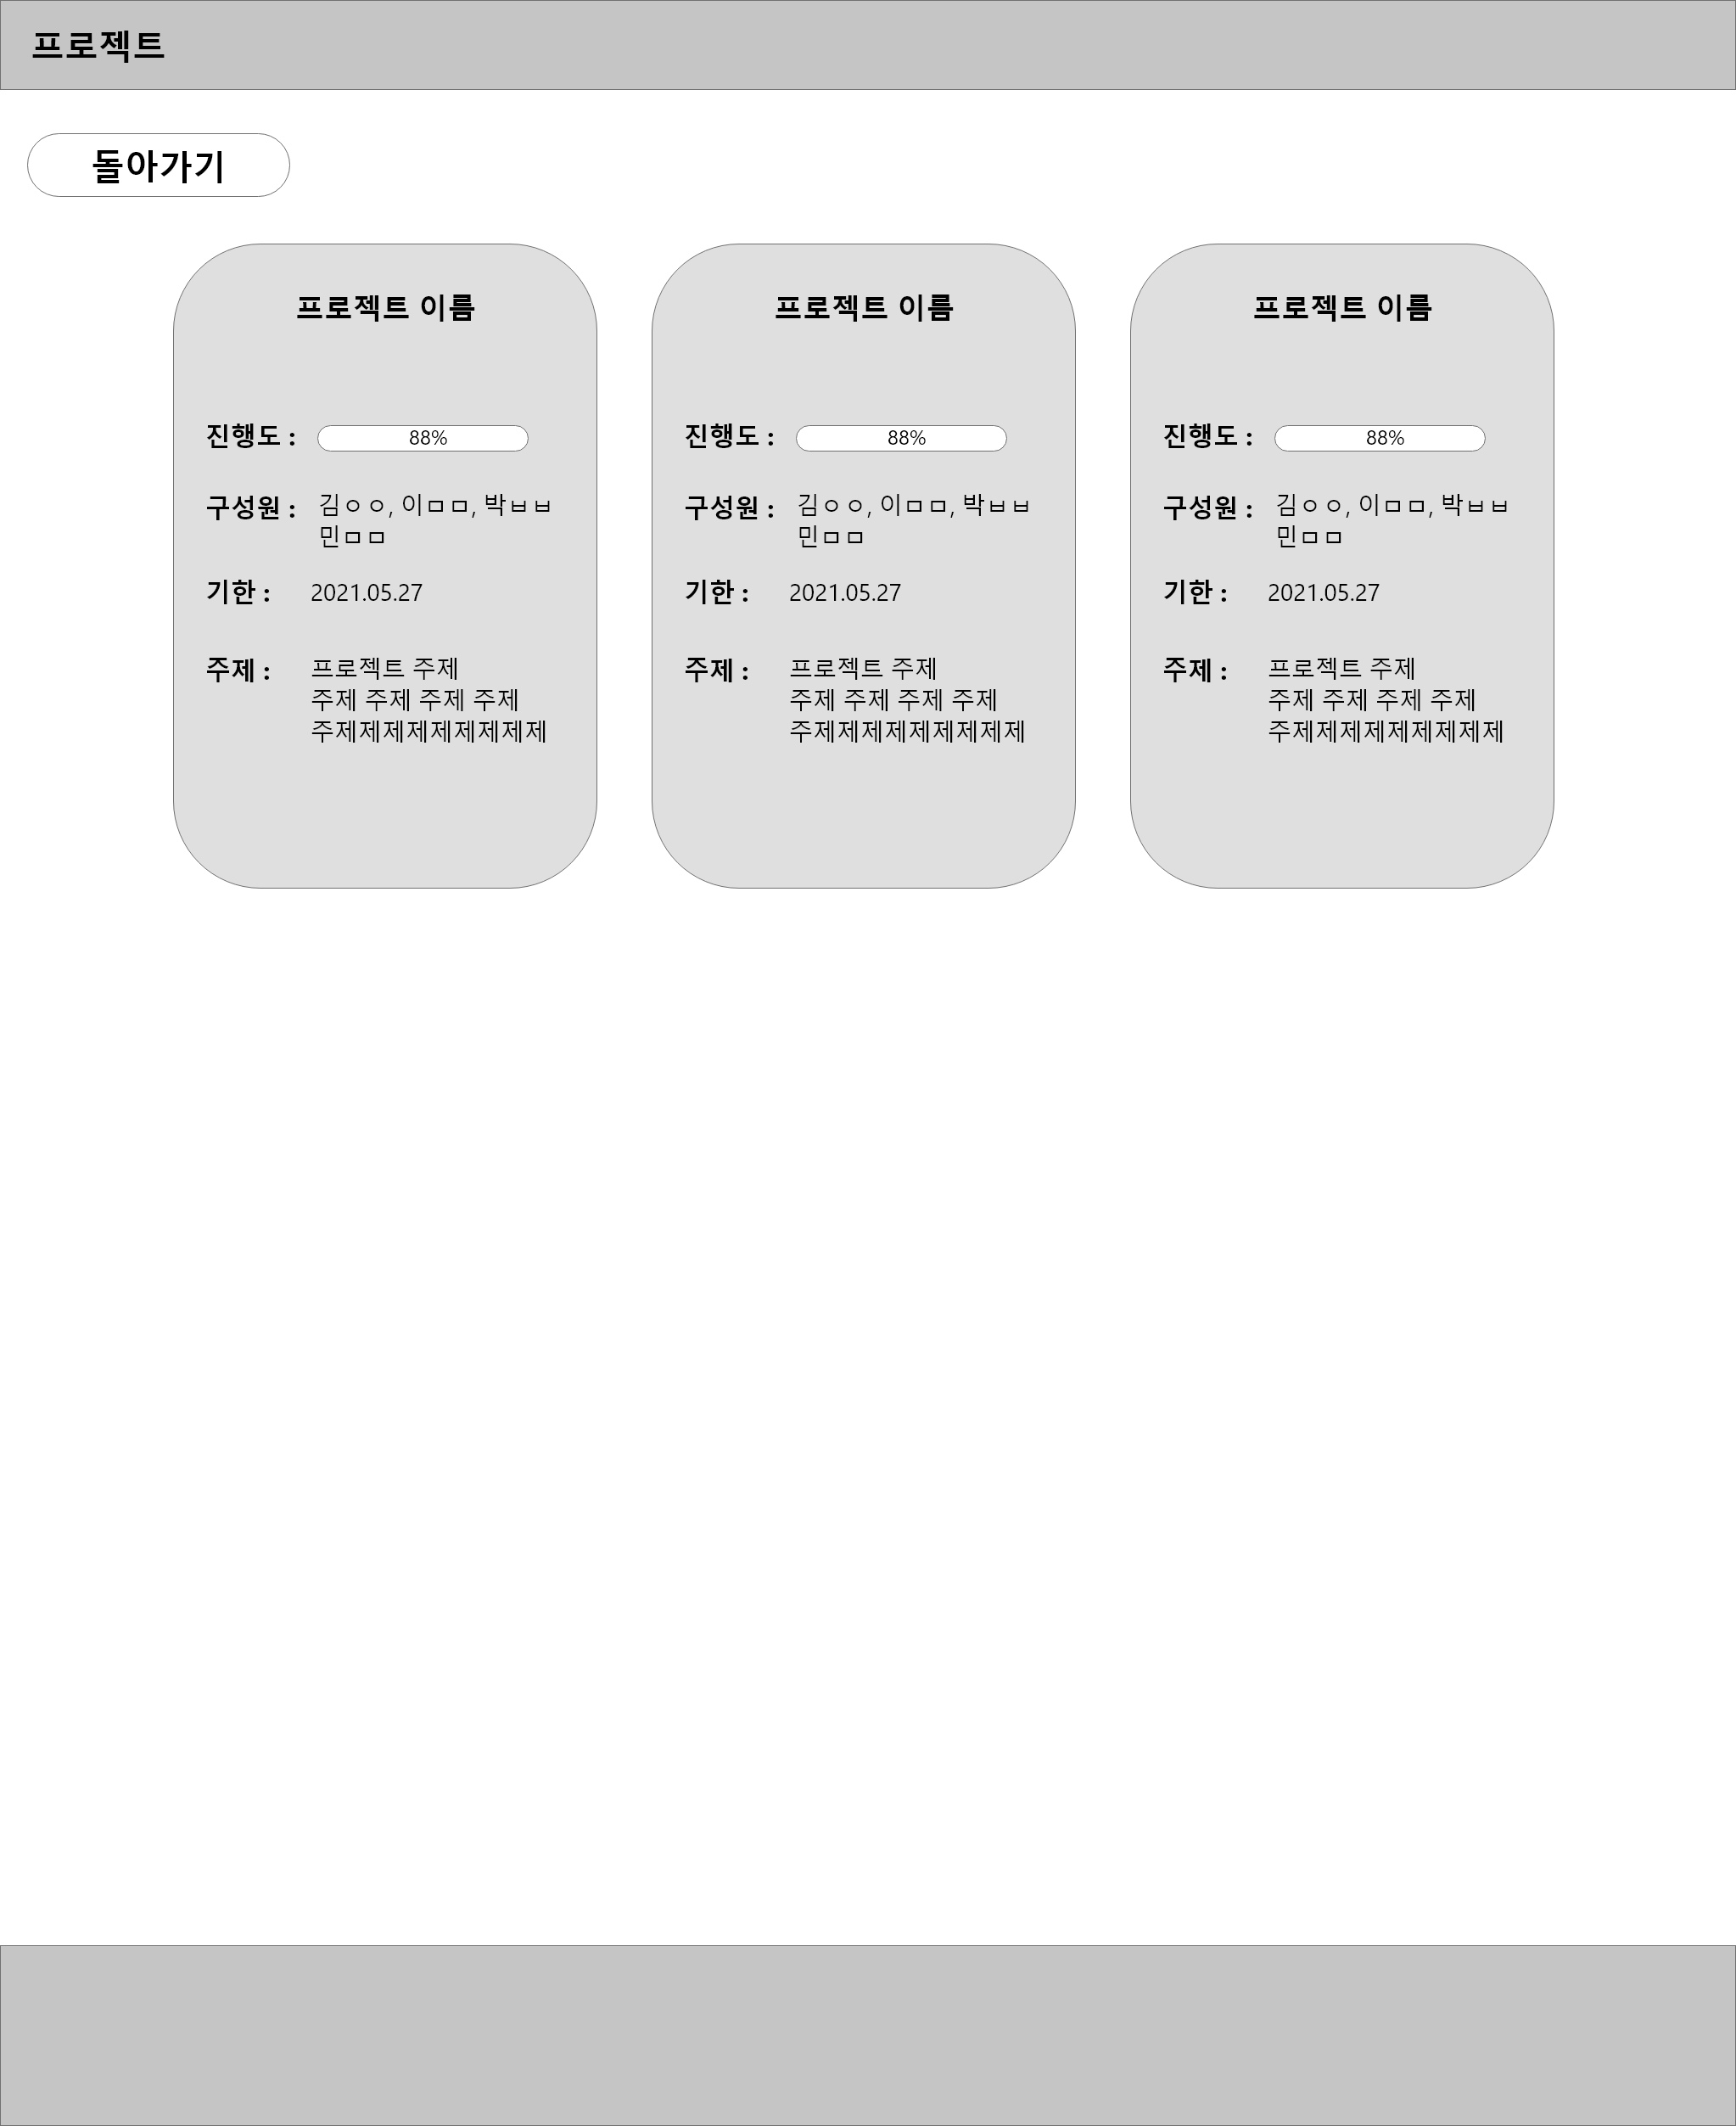 프로젝트
돌아가기
프로젝트 이름
진행도 : 88%
구성원 : 김ㅇㅇ, 이ㅁㅁ, 박ㅂㅂ
민ㅁㅁ
기한 : 2021.05.27
주제 : 프로젝트 주제
주제 주제 주제 주제
주제제제제제제제제제
프로젝트 이름
진행도 : 88%
구성원 : 김ㅇㅇ, 이ㅁㅁ, 박ㅂㅂ
민ㅁㅁ
기한 : 2021.05.27
주제 : 프로젝트 주제
주제 주제 주제 주제
주제제제제제제제제제
프로젝트 이름
진행도 : 88%
구성원 : 김ㅇㅇ, 이ㅁㅁ, 박ㅂㅂ
민ㅁㅁ
기한 : 2021.05.27
주제 : 프로젝트 주제
주제 주제 주제 주제
주제제제제제제제제제